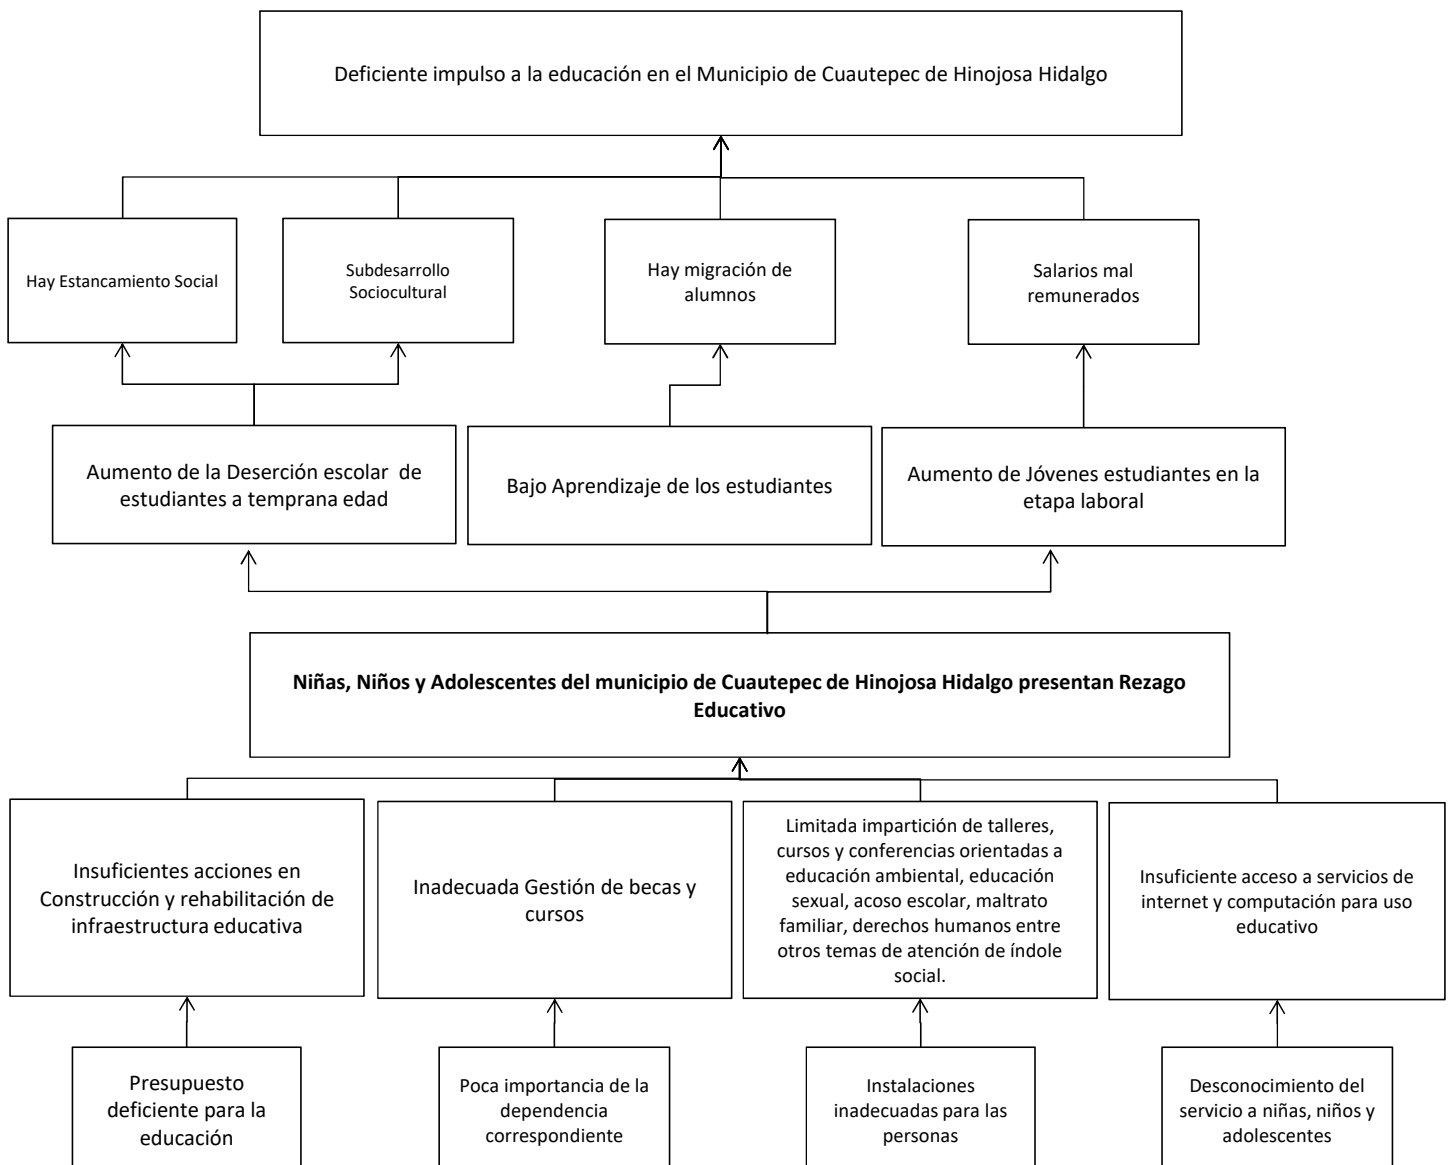 Deficiente impulso a la educación en el Municipio de Cuautepec de Hinojosa Hidalgo
Hay Estancamiento Social
Subdesarrollo
Sociocultural
Hay migración de
alumnos
Salarios mal
remunerados
Aumento de la Deserción escolar de
estudiantes a temprana edad
Bajo Aprendizaje de los estudiantes
Aumento de Jóvenes estudiantes en la
etapa laboral
Niñas, Niños y Adolescentes del municipio de Cuautepec de Hinojosa Hidalgo presentan Rezago
Educativo
Insuficientes acciones en
Construcción y rehabilitación de
infraestructura educativa
Inadecuada Gestión de becas y
cursos
Limitada impartición de talleres,
cursos y conferencias orientadas a
educación ambiental, educación
sexual, acoso escolar, maltrato
familiar, derechos humanos entre
otros temas de atención de índole
social.
Insuficiente acceso a servicios de
internet y computación para uso
educativo
Presupuesto
deficiente para la
educación
Poca importancia de la
dependencia
correspondiente
Instalaciones
inadecuadas para las
personas
Desconocimiento del
servicio a niñas, niños y
adolescentes